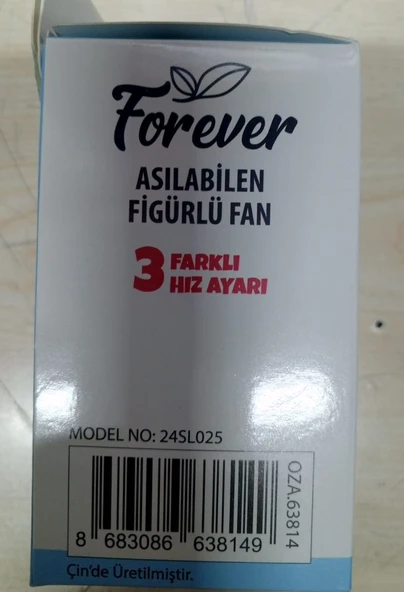 Forever
ASILABİLEN
FİGÜRLÜ FAN
3 FARKLI
HIZ AYARI
MODEL NO: 24SL025
OZA.63814
8 683086 638149
Çin'de Üretilmiştir.